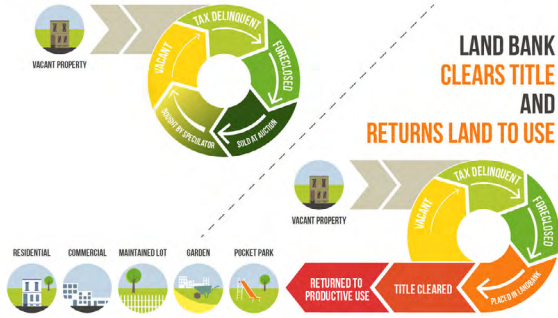 VACANT PROPERTY
VACANT
TAX DELINQUENT
FORECLOSED
SOLD AT AUCTION
BOUGHT BY SPECULATOR
LAND BANK
CLEARS TITLE
AND
RETURNS LAND TO USE
VACANT PROPERTY
VACANT
TAX DELINQUENT
FORECLOSED
PLACED IN LANDBANK
TITLE CLEARED
RETURNED TO
PRODUCTIVE USE
RESIDENTIAL
COMMERCIAL
MAINTAINED LOT
GARDEN
POCKET PARK